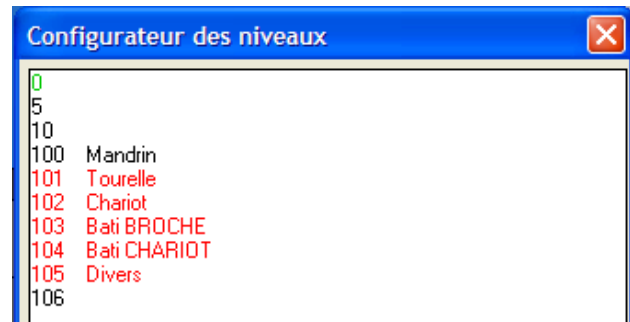 Configurateur des niveaux
0
5
10
100 Mandrin
101 Tourelle
102 Chariot
103 Bati BROCHE
104 Bati CHARIOT
105 Divers
106